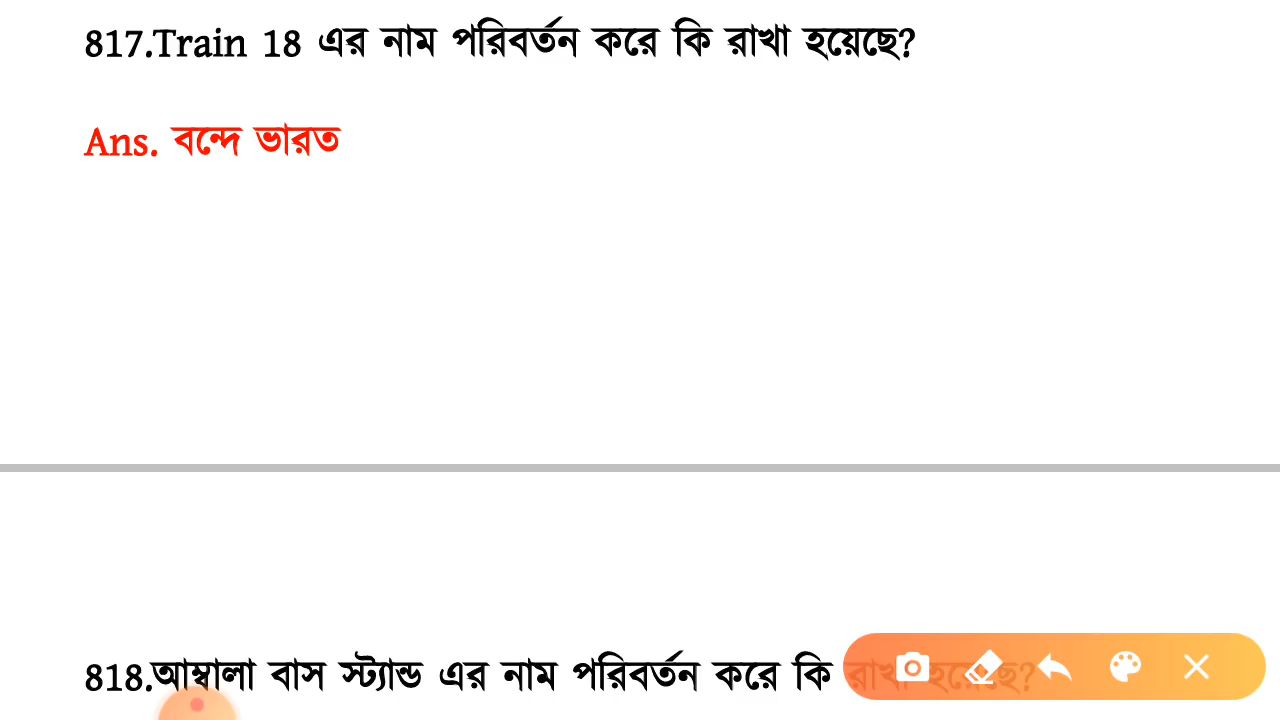 817.Train 18 এর নাম পরিবর্তন করে কি রাখা হয়েছে?
Ans. বন্দে ভারত
818.আম্বালা বাস স্ট্যান্ড এর নাম পরিবর্তন করে কি রাখা হয়েছে?